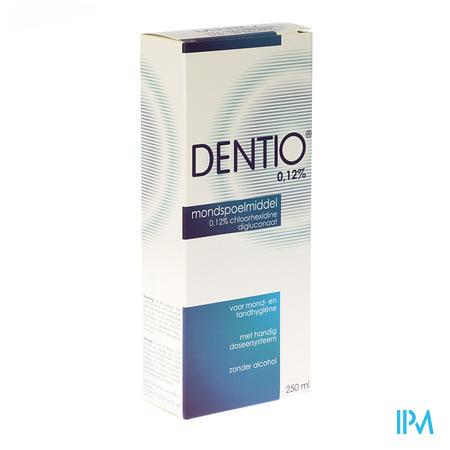 DENTIO®
0,12%
mondspoelmiddel
0,12% chloorhexidine
digluconaat
voor mond- en
tandhygiëne
met handig
doseersysteem
zonder alcohol
250 ml
DENTIO
IPM